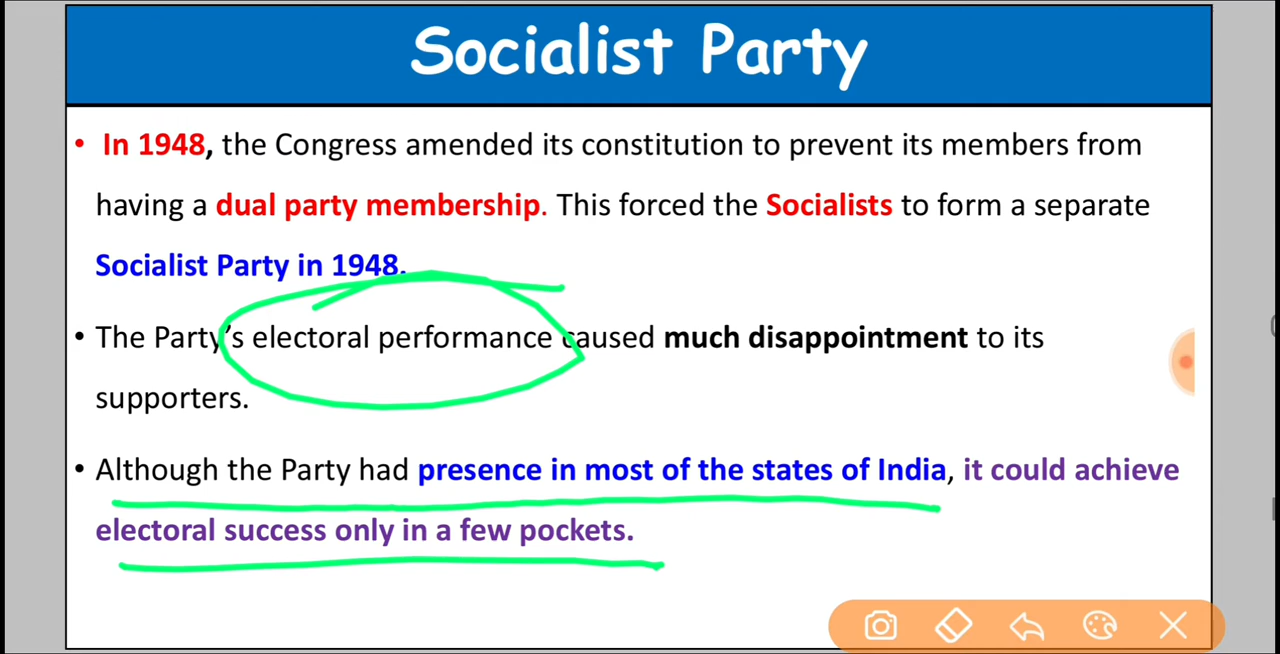 Socialist Party
• In 1948, the Congress amended its constitution to prevent its members from
having a dual party membership. This forced the Socialists to form a separate
Socialist Party in 1948.
• The Party's electoral performance caused much disappointment to its
supporters.
• Although the Party had presence in most of the states of India, it could achieve
electoral success only in a few pockets.